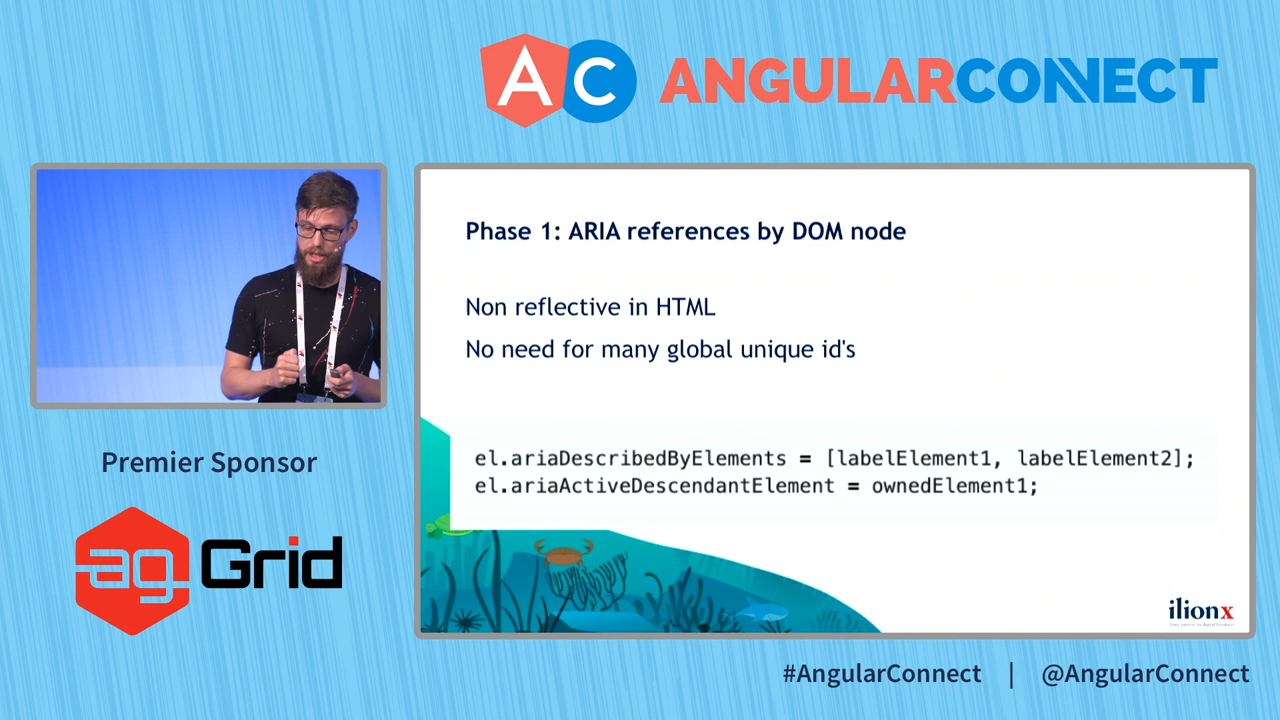 AC ANGULARCONNECT
Phase 1: ARIA references by DOM node
Non reflective in HTML
No need for many global unique id's
el.ariaDescribedByElements = [labelElement1, labelElement2];
el.ariaActiveDescendantElement = ownedElement1;
Premier Sponsor
ag Grid
ilionx
#AngularConnect | @AngularConnect